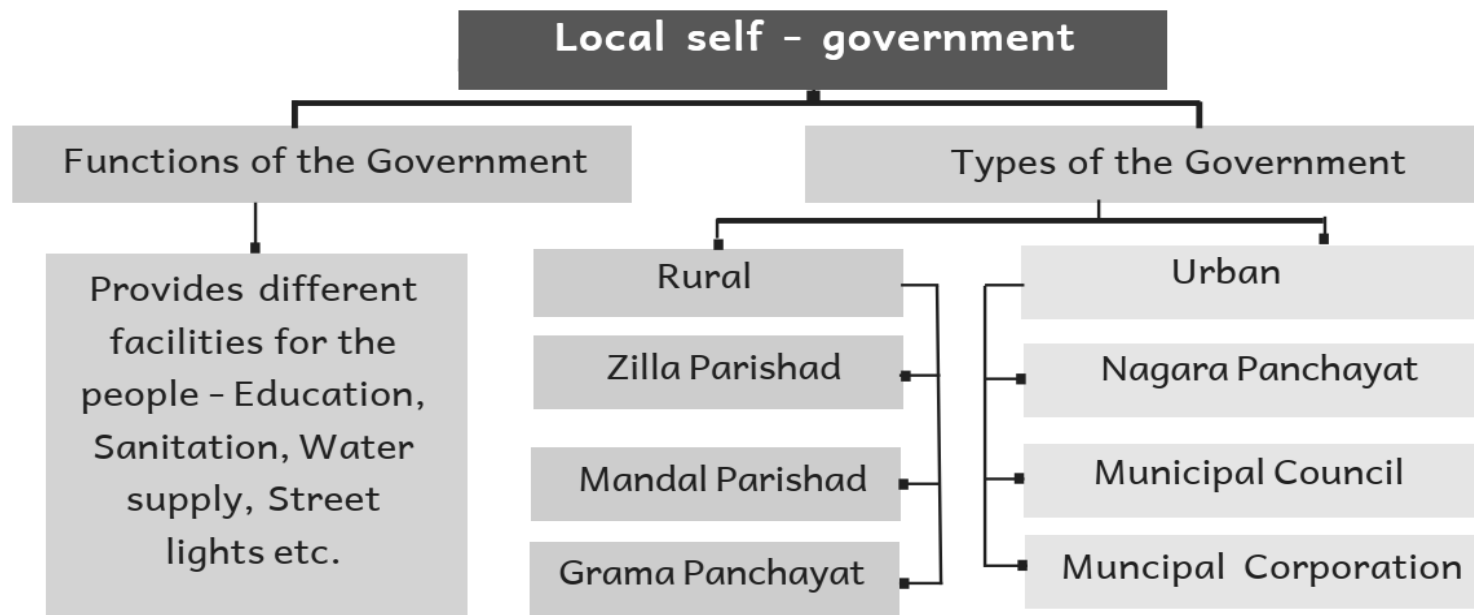 Local self - government
Functions of the Government
Types of the Government
Provides different
facilities for the
people - Education,
Sanitation, Water
supply, Street
lights etc.
Rural
Zilla Parishad
Mandal Parishad
Grama Panchayat
Urban
Nagara Panchayat
Municipal Council
Muncipal Corporation